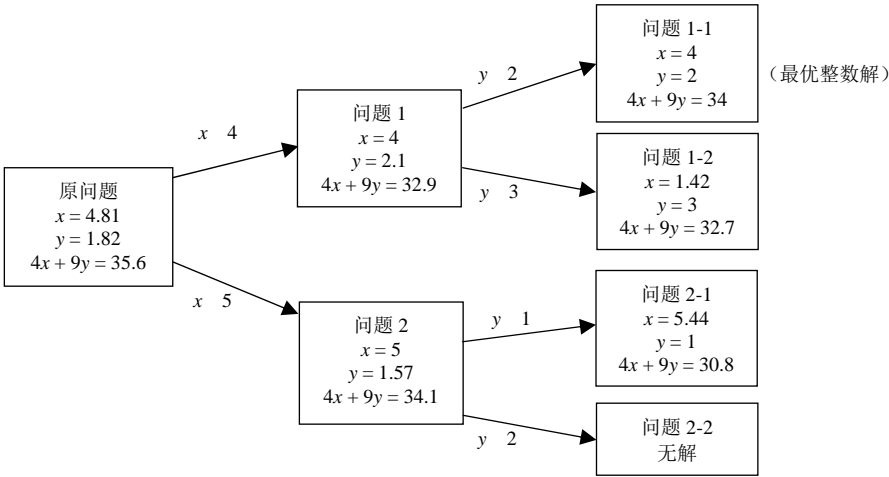 原问题
x = 4.81
y = 1.82
4x + 9y = 35.6
x 4
x 5
问题 1
x = 4
y = 2.1
4x + 9y = 32.9
问题 2
x = 5
y = 1.57
4x + 9y = 34.1
y 2
y 3
y 1
y 2
问题 1-1
x = 4
y = 2
4x + 9y = 34
（最优整数解）
问题 1-2
x = 1.42
y = 3
4x + 9y = 32.7
问题 2-1
x = 5.44
y = 1
4x + 9y = 30.8
问题 2-2
无解